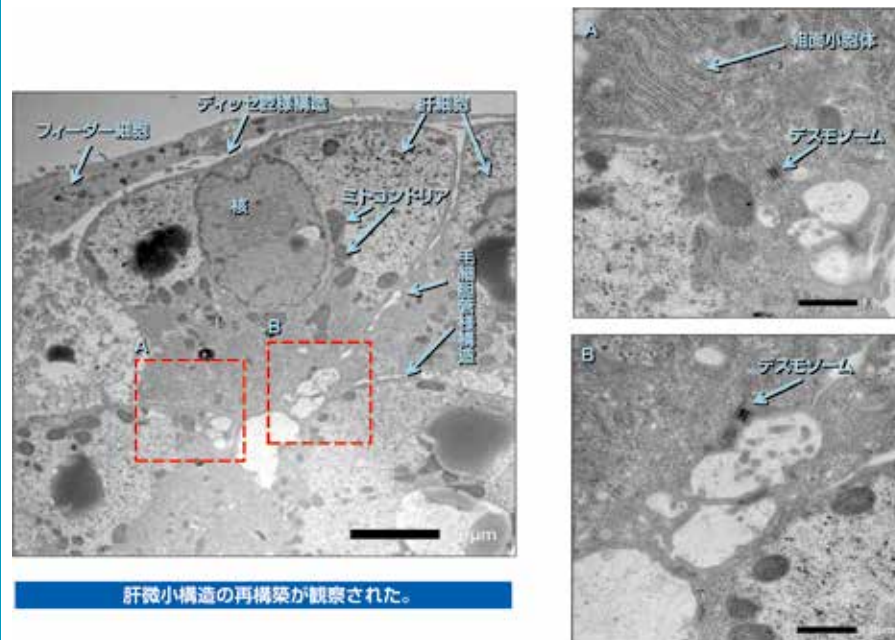 フィーダー細胞
ディッセ腔様構造
肝細胞
核
ミトコンドリア
毛細胆管様構造
A
B
μm
肝微小構造の再構築が観察された。
A
粗面小胞体
デスモゾーム
B
デスモゾーム